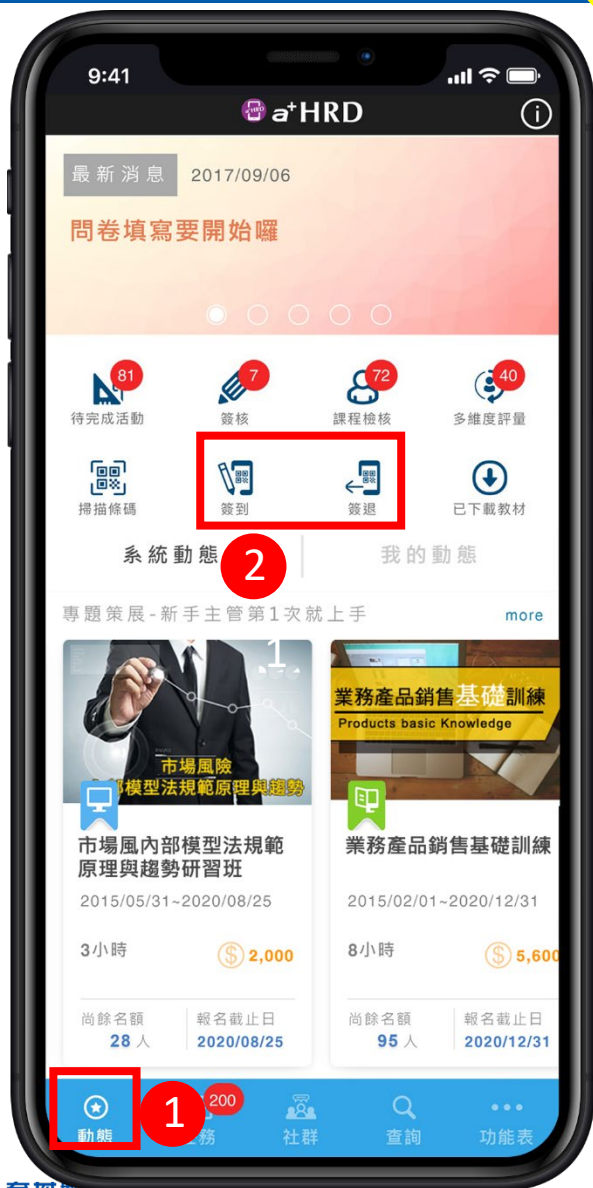 9:41
a+HRD
最新消息 2017/09/06
問卷填寫要開始囉
81 7 72 40
待完成活動 簽核 課程檢核 多維度評量
掃描條碼 簽到 簽退 已下載教材
系統動態 2 我的動態
專題策展-新手主管第1次就上手 more
1
業務產品銷售基礎訓練
Products basic Knowledge
市場風險
部模型法規範原理與趨勢
市場風內部模型法規範
原理與趨勢研習班
業務產品銷售基礎訓練
2015/05/31~2020/08/25
2015/02/01~2020/12/31
3小時 2,000
8小時 5,600
尚餘名額 報名截止日
28 人 2020/08/25
尚餘名額 報名截止日
95 人 2020/12/31
1 200
動態 務 社群 查詢 功能表